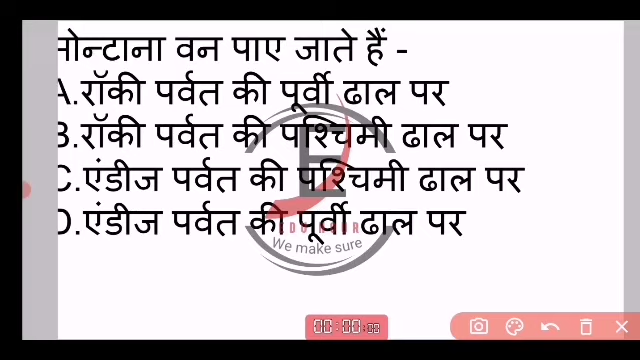 मोन्टाना वन पाए जाते हैं -
A.रॉकी पर्वत की पूर्वी ढाल पर
B.रॉकी पर्वत की पश्चिमी ढाल पर
C.एंडीज पर्वत की पश्चिमी ढाल पर
D.एंडीज पर्वत की पूर्वी ढाल पर
We make sure
00:00:03